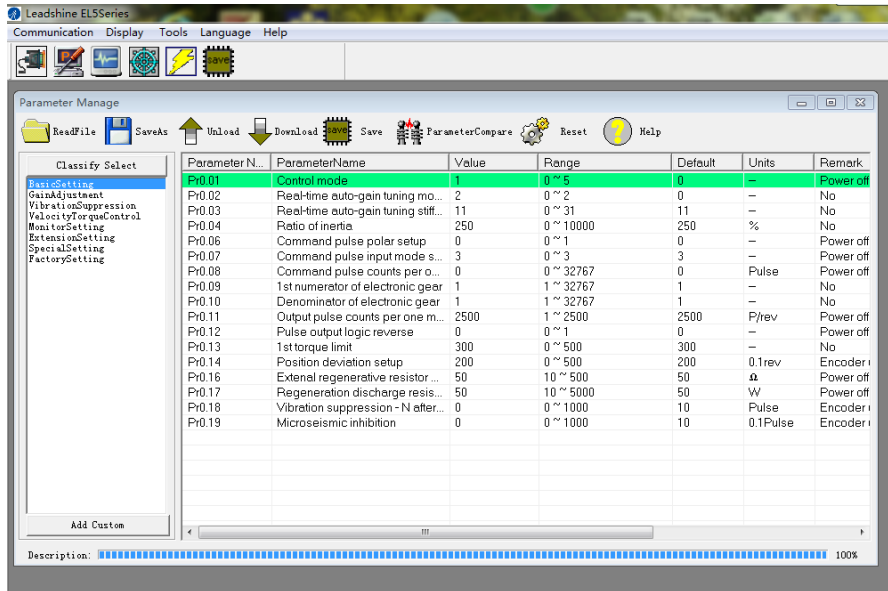 Leadshine EL5Series
Communication Display Tools Language Help
save
Parameter Manage
ReadFile SaveAs Unload Download save Save ParameterCompare Reset ? Help
Classify Select
BasicSetting
GainAdjustment
VibrationSuppression
VelocityTorqueControl
MonitorSetting
ExtensionSetting
SpecialSetting
FactorySetting
Add Custom
Parameter N... ParameterName Value Range Default Units Remark
Pr0.01 Control mode 1 0 ~ 5 0 – Power off
Pr0.02 Real-time auto-gain tuning mo... 2 0 ~ 2 0 – No
Pr0.03 Real-time auto-gain tuning stiff... 11 0 ~ 31 11 – No
Pr0.04 Ratio of inertia 250 0 ~ 10000 250 % No
Pr0.06 Command pulse polar setup 0 0 ~ 1 0 – Power off
Pr0.07 Command pulse input mode s... 3 0 ~ 3 3 – Power off
Pr0.08 Command pulse counts per o... 0 0 ~ 32767 0 Pulse Power off
Pr0.09 1st numerator of electronic gear 1 1 ~ 32767 1 – No
Pr0.10 Denominator of electronic gear 1 1 ~ 32767 1 – No
Pr0.11 Output pulse counts per one m... 2500 1 ~ 2500 2500 P/rev Power off
Pr0.12 Pulse output logic reverse 0 0 ~ 1 0 – Power off
Pr0.13 1st torque limit 300 0 ~ 500 300 – No
Pr0.14 Position deviation setup 200 0 ~ 500 200 0.1rev Encoder
Pr0.16 Extenal regenerative resistor ... 50 10 ~ 500 50 Ω Power off
Pr0.17 Regeneration discharge resis... 50 10 ~ 5000 50 W Power off
Pr0.18 Vibration suppression - N after... 0 0 ~ 1000 10 Pulse Encoder
Pr0.19 Microseismic inhibition 0 0 ~ 1000 10 0.1Pulse Encoder
Description: 100%